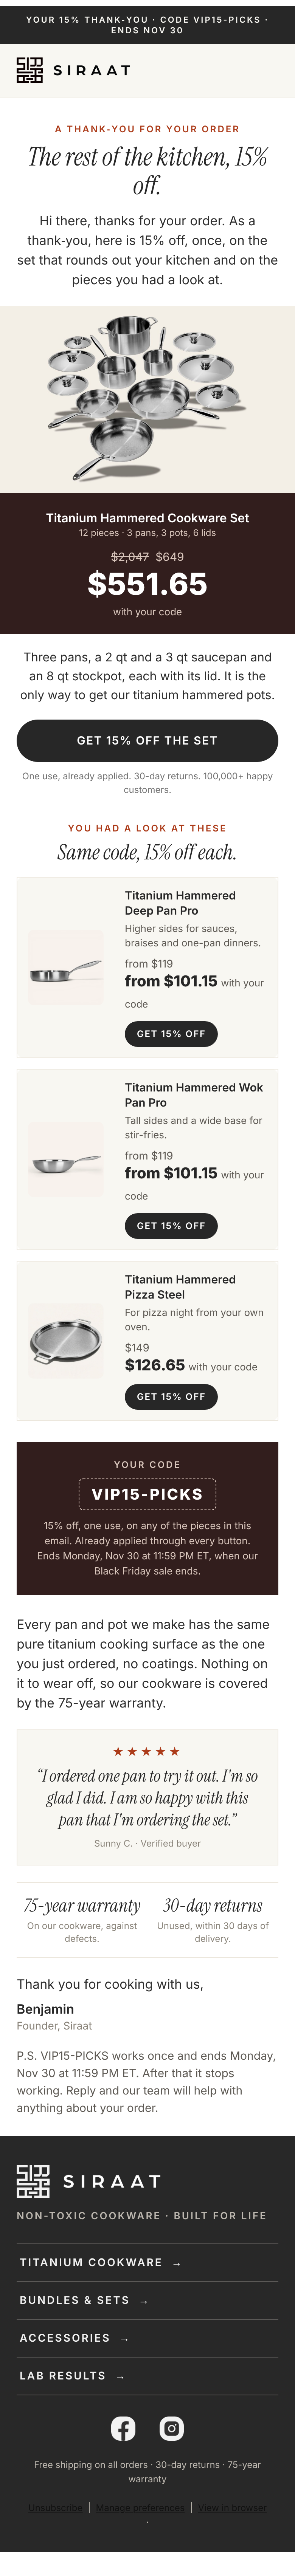 YOUR 15% THANK-YOU · CODE VIP15-PICKS ·
ENDS NOV 30
SIRAAT
A THANK-YOU FOR YOUR ORDER
The rest of the kitchen, 15%
off.
Hi there, thanks for your order. As a
thank-you, here is 15% off, once, on the
set that rounds out your kitchen and on the
pieces you had a look at.
Titanium Hammered Cookware Set
12 pieces · 3 pans, 3 pots, 6 lids
$2,047 $649
$551.65
with your code
Three pans, a 2 qt and a 3 qt saucepan and
an 8 qt stockpot, each with its lid. It is the
only way to get our titanium hammered pots.
GET 15% OFF THE SET
One use, already applied. 30-day returns. 100,000+ happy
customers.
YOU HAD A LOOK AT THESE
Same code, 15% off each.
Titanium Hammered
Deep Pan Pro
Higher sides for sauces,
braises and one-pan dinners.
from $119
from $101.15 with your
code
GET 15% OFF
Titanium Hammered Wok
Pan Pro
Tall sides and a wide base for
stir-fries.
from $119
from $101.15 with your
code
GET 15% OFF
Titanium Hammered
Pizza Steel
For pizza night from your own
oven.
$149
$126.65 with your code
GET 15% OFF
YOUR CODE
VIP15-PICKS
15% off, one use, on any of the pieces in this
email. Already applied through every button.
Ends Monday, Nov 30 at 11:59 PM ET, when our
Black Friday sale ends.
Every pan and pot we make has the same
pure titanium cooking surface as the one
you just ordered, no coatings. Nothing on
it to wear off, so our cookware is covered
by the 75-year warranty.
★★★★★
“I ordered one pan to try it out. I'm so
glad I did. I am so happy with this
pan that I'm ordering the set.”
Sunny C. · Verified buyer
75-year warranty
On our cookware, against
defects.
30-day returns
Unused, within 30 days of
delivery.
Thank you for cooking with us,
Benjamin
Founder, Siraat
P.S. VIP15-PICKS works once and ends Monday,
Nov 30 at 11:59 PM ET. After that it stops
working. Reply and our team will help with
anything about your order.
SIRAAT
NON-TOXIC COOKWARE · BUILT FOR LIFE
TITANIUM COOKWARE →
BUNDLES & SETS →
ACCESSORIES →
LAB RESULTS →
Free shipping on all orders · 30-day returns · 75-year
warranty
Unsubscribe | Manage preferences | View in browser
.